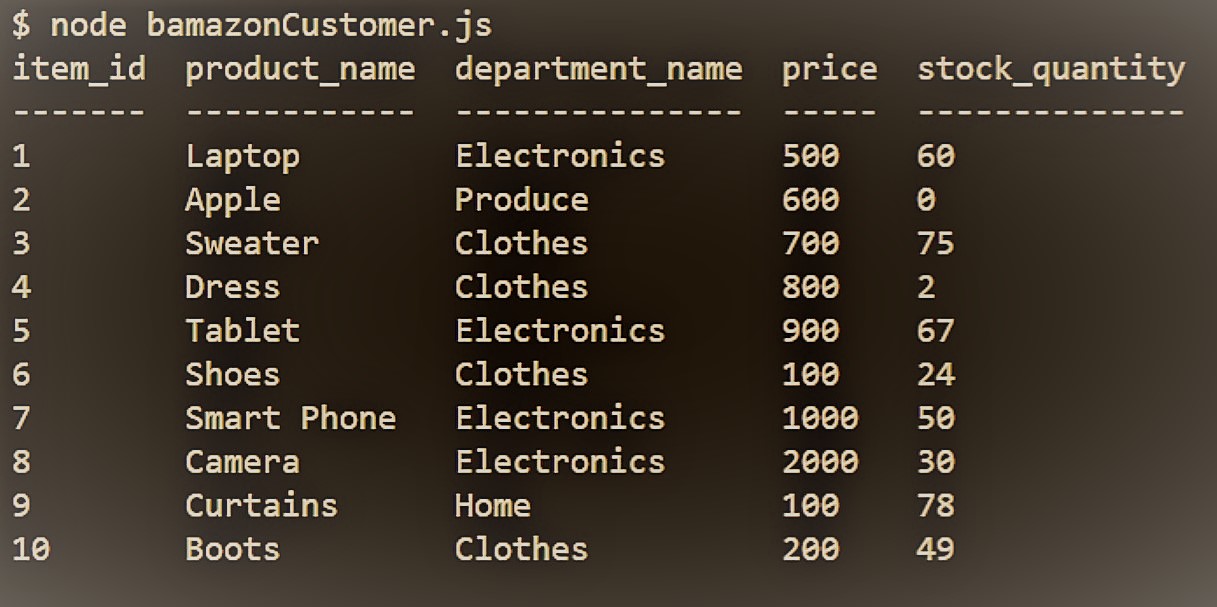 $ node bamazonCustomer.js
item_id  product_name  department_name  price  stock_quantity
-------  ------------  ---------------  -----  --------------
1        Laptop        Electronics      500    60
2        Apple         Produce          600    0
3        Sweater       Clothes          700    75
4        Dress         Clothes          800    2
5        Tablet        Electronics      900    67
6        Shoes         Clothes          100    24
7        Smart Phone   Electronics      1000   50
8        Camera        Electronics      2000   30
9        Curtains      Home             100    78
10       Boots         Clothes          200    49